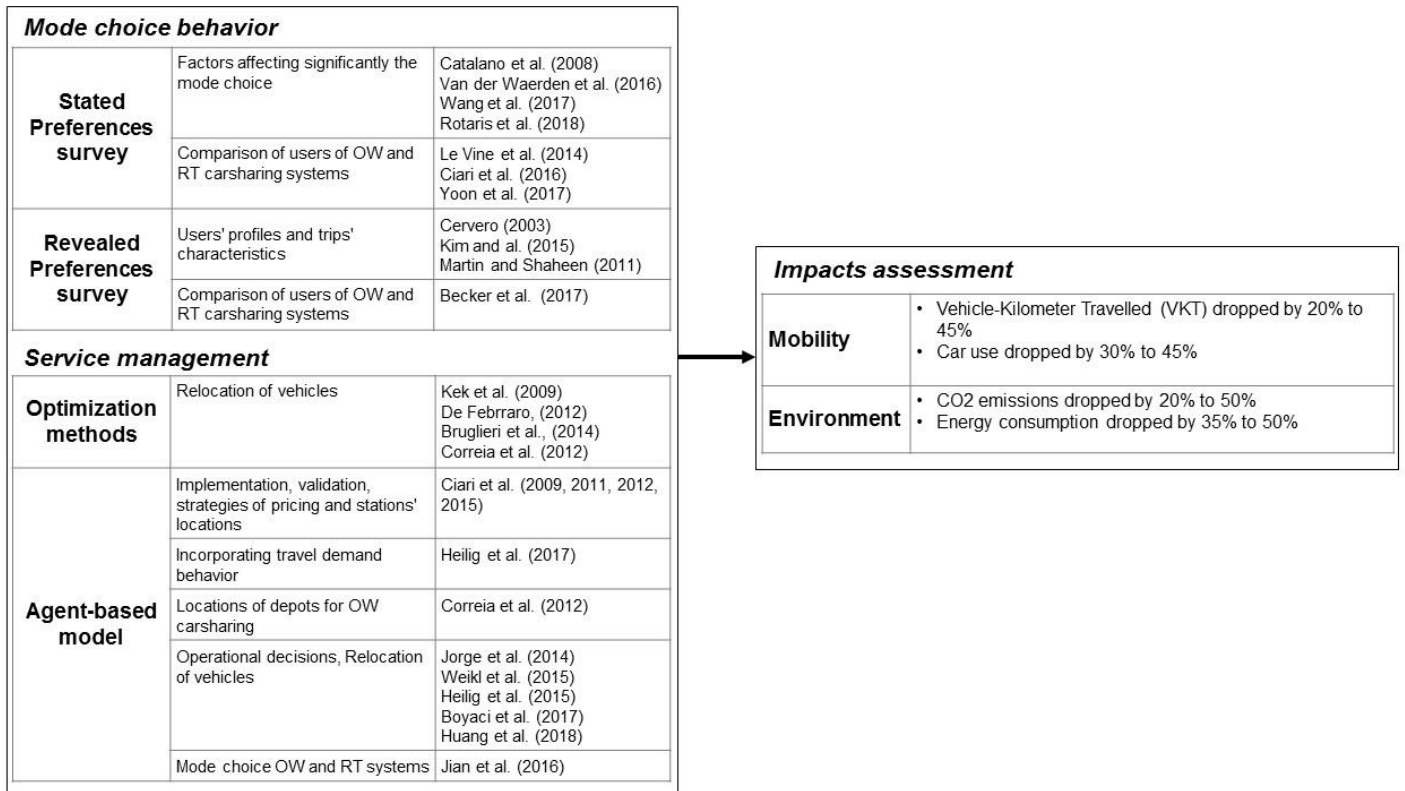 Mode choice behavior
Stated
Preferences
survey
Factors affecting significantly the
mode choice
Catalano et al. (2008)
Van der Waerden et al. (2016)
Wang et al. (2017)
Rotaris et al. (2018)
Comparison of users of OW and
RT carsharing systems
Le Vine et al. (2014)
Ciari et al. (2016)
Yoon et al. (2017)
Revealed
Preferences
survey
Users' profiles and trips'
characteristics
Cervero (2003)
Kim and al. (2015)
Martin and Shaheen (2011)
Comparison of users of OW and
RT carsharing systems
Becker et al. (2017)
Service management
Optimization
methods
Relocation of vehicles
Kek et al. (2009)
De Febrraro, (2012)
Bruglieri et al., (2014)
Correia et al. (2012)
Agent-based
model
Implementation, validation,
strategies of pricing and stations'
locations
Ciari et al. (2009, 2011, 2012,
2015)
Incorporating travel demand
behavior
Heilig et al. (2017)
Locations of depots for OW
carsharing
Correia et al. (2012)
Operational decisions, Relocation
of vehicles
Jorge et al. (2014)
Weikl et al. (2015)
Heilig et al. (2015)
Boyaci et al. (2017)
Huang et al. (2018)
Mode choice OW and RT systems
Jian et al. (2016)
Impacts assessment
Mobility
• Vehicle-Kilometer Travelled (VKT) dropped by 20% to
45%
• Car use dropped by 30% to 45%
Environment
• CO2 emissions dropped by 20% to 50%
• Energy consumption dropped by 35% to 50%